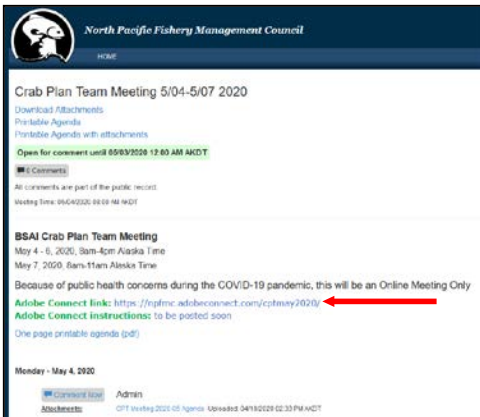 North Pacific Fishery Management Council
HOME
Crab Plan Team Meeting 5/04-5/07 2020
Download Attachments
Printable Agenda
Printable Agenda with attachments
Open for comment until 05/03/2020 12:00 AM AKDT
0 Comments
All comments are part of the public record.
Meeting Time: 05/04/2020 08:00 AM AKDT
BSAI Crab Plan Team Meeting
May 4 - 6, 2020, 8am-4pm Alaska Time
May 7, 2020, 8am-11am Alaska Time
Because of public health concerns during the COVID-19 pandemic, this will be an Online Meeting Only
Adobe Connect link: https://npfmc.adobeconnect.com/cptmay2020/
Adobe Connect instructions: to be posted soon
One page printable agenda (pdf)
Monday - May 4, 2020
Comment Now Admin
Attachments: CPT Meeting 2020-05 Agenda Uploaded: 04/10/2020 02:33 PM AKDT